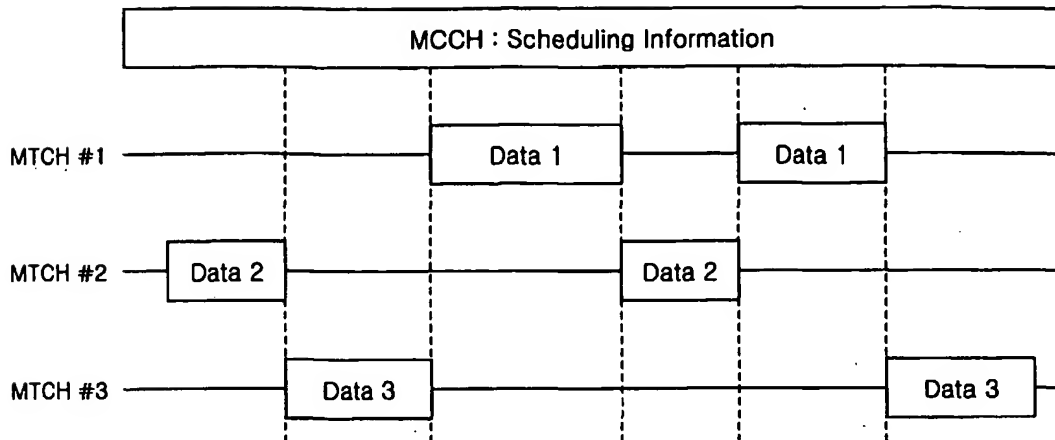 MCCH : Scheduling Information
MTCH #1
Data 1
Data 1
MTCH #2
Data 2
Data 2
MTCH #3
Data 3
Data 3